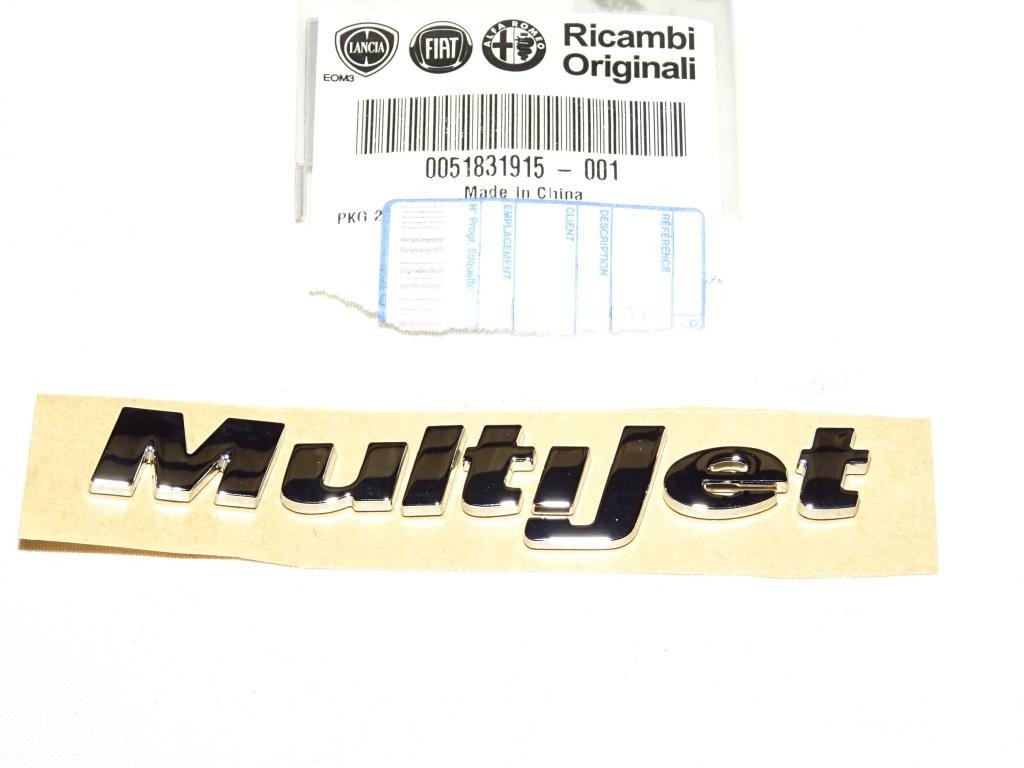 LANCIA FIAT ALFA ROMEO Ricambi
Originali
EOM3
0051831915 - 001
Made in China
PKG 2
N° Progr. Etiquette
EMPLACEMENT
CLIENT
DESCRIPTION
RÉFÉRENCE
MultiJet